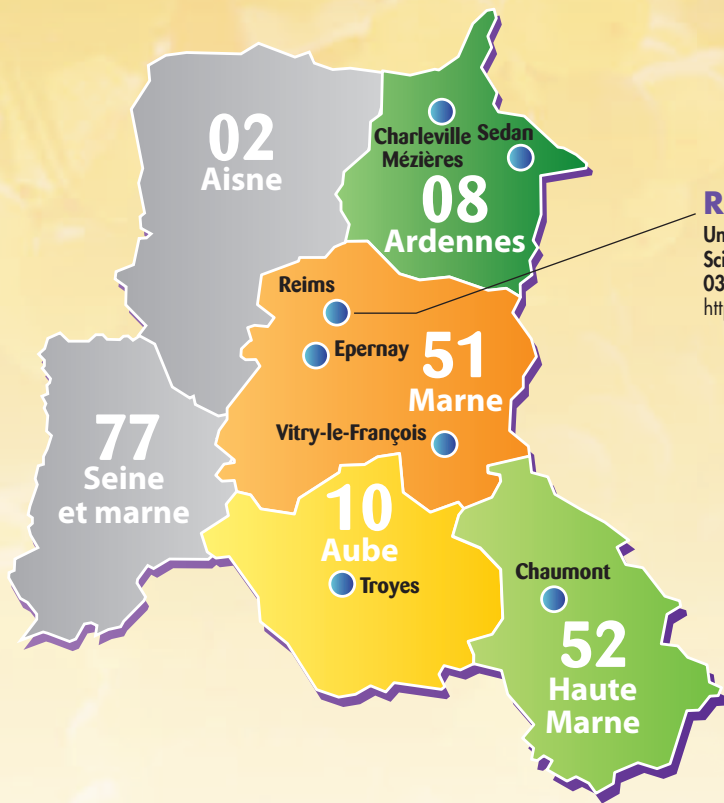 02
Aisne
Charleville
Mézières
Sedan
08
Ardennes
Reims
Epernay
51
Marne
Vitry-le-François
77
Seine
et marne
10
Aube
Troyes
Chaumont
52
Haute
Marne
03